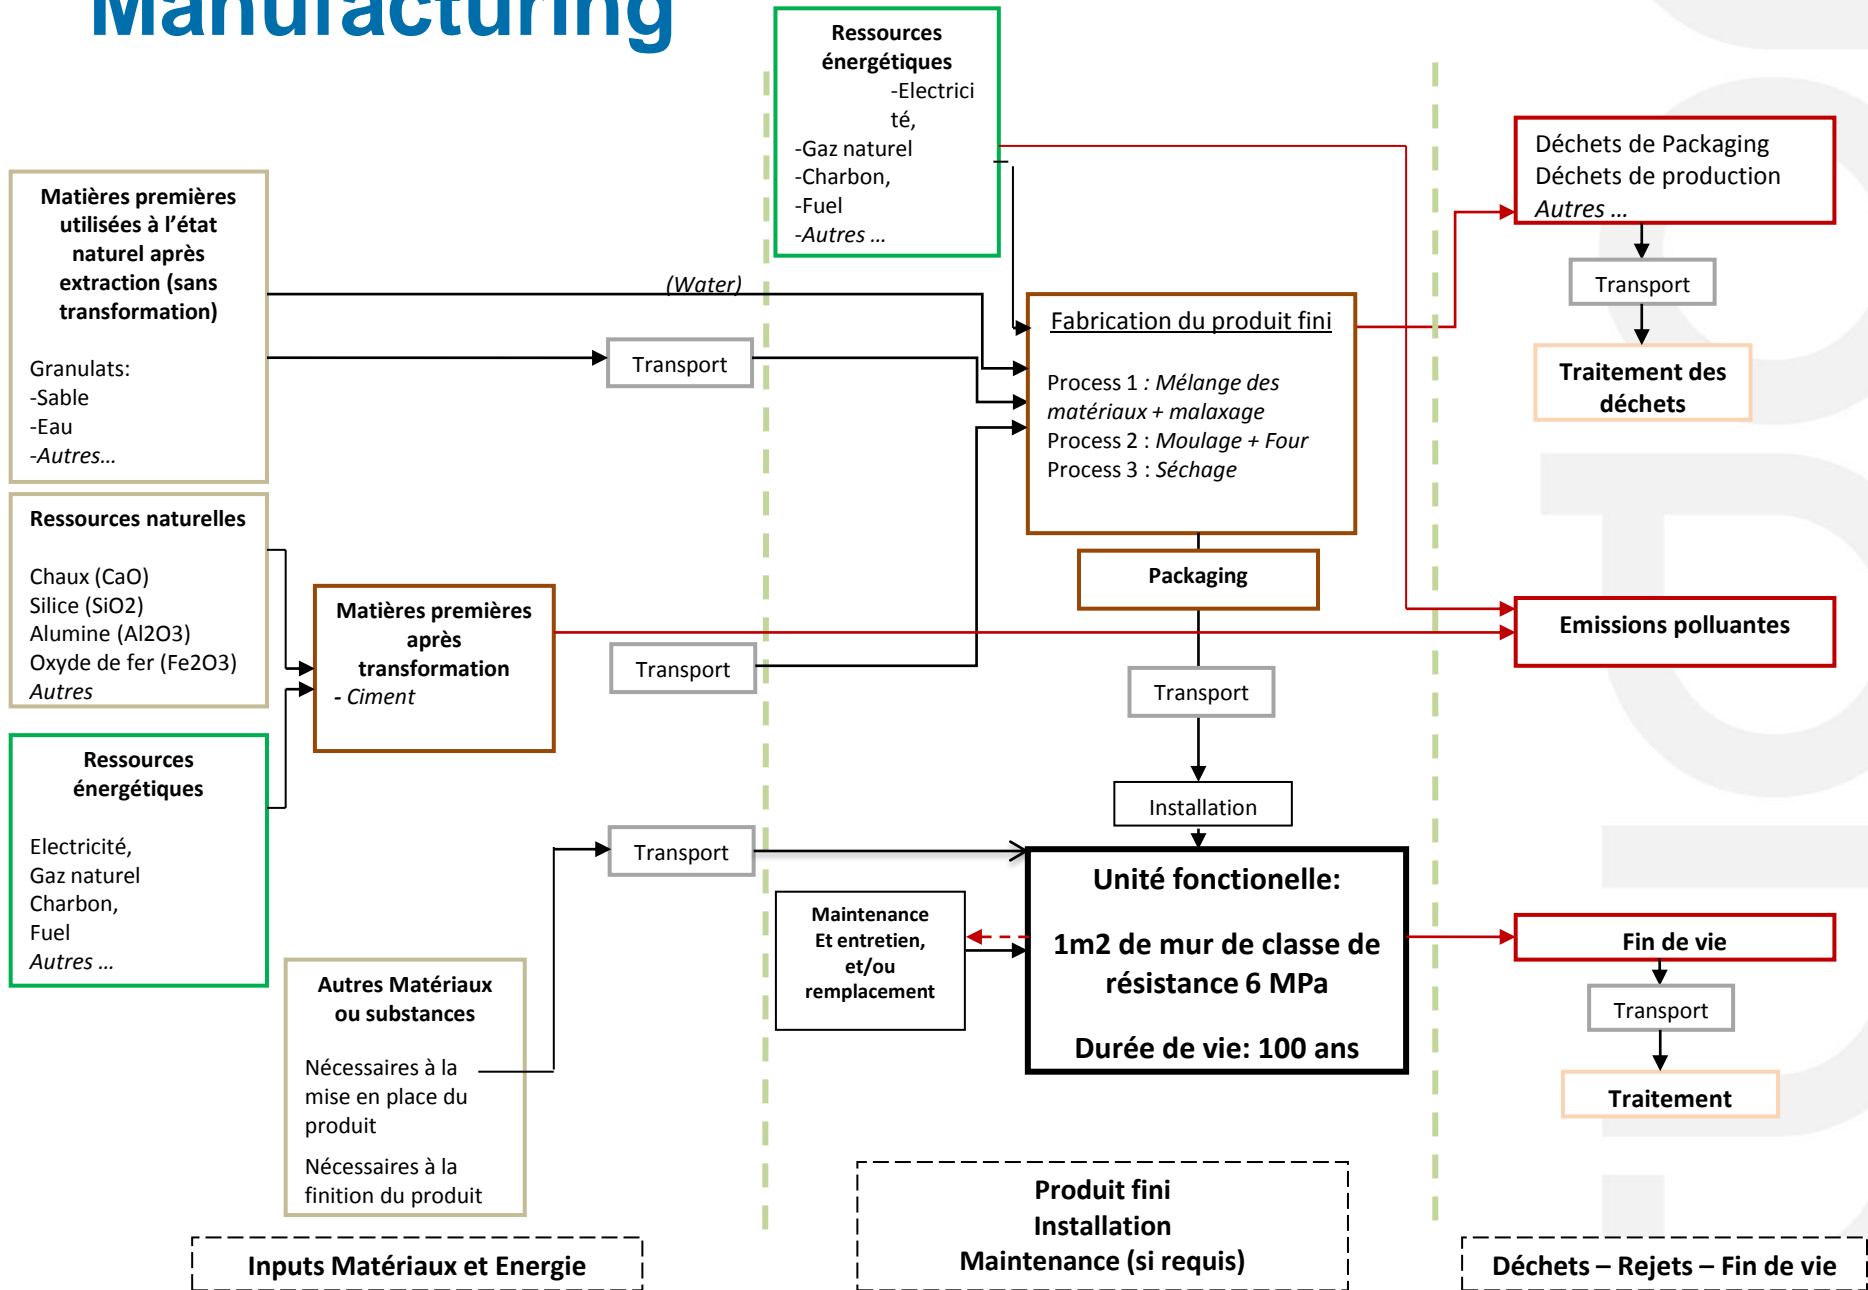 Manufacturing
Ressources
énergétiques
-Electrici
té,
-Gaz naturel
-Charbon,
-Fuel
-Autres ...
Matières premières
utilisées à l'état
naturel après
extraction (sans
transformation)
Granulats:
-Sable
-Eau
-Autres...
(Water)
Transport
Fabrication du produit fini
Process 1 : Mélange des
matériaux + malaxage
Process 2 : Moulage + Four
Process 3 : Séchage
Déchets de Packaging
Déchets de production
Autres ...
Transport
Traitement des
déchets
Ressources naturelles
Chaux (CaO)
Silice (SiO2)
Alumine (Al2O3)
Oxyde de fer (Fe2O3)
Autres
Matières premières
après
transformation
- Ciment
Transport
Packaging
Transport
Emissions polluantes
Ressources
énergétiques
Electricité,
Gaz naturel
Charbon,
Fuel
Autres ...
Transport
Installation
Autres Matériaux
ou substances
Nécessaires à la
mise en place du
produit
Nécessaires à la
finition du produit
Maintenance
Et entretien,
et/ou
remplacement
Unité fonctionelle:
1m2 de mur de classe de
résistance 6 MPa
Durée de vie: 100 ans
Fin de vie
Transport
Traitement
Inputs Matériaux et Energie
Produit fini
Installation
Maintenance (si requis)
Déchets – Rejets – Fin de vie